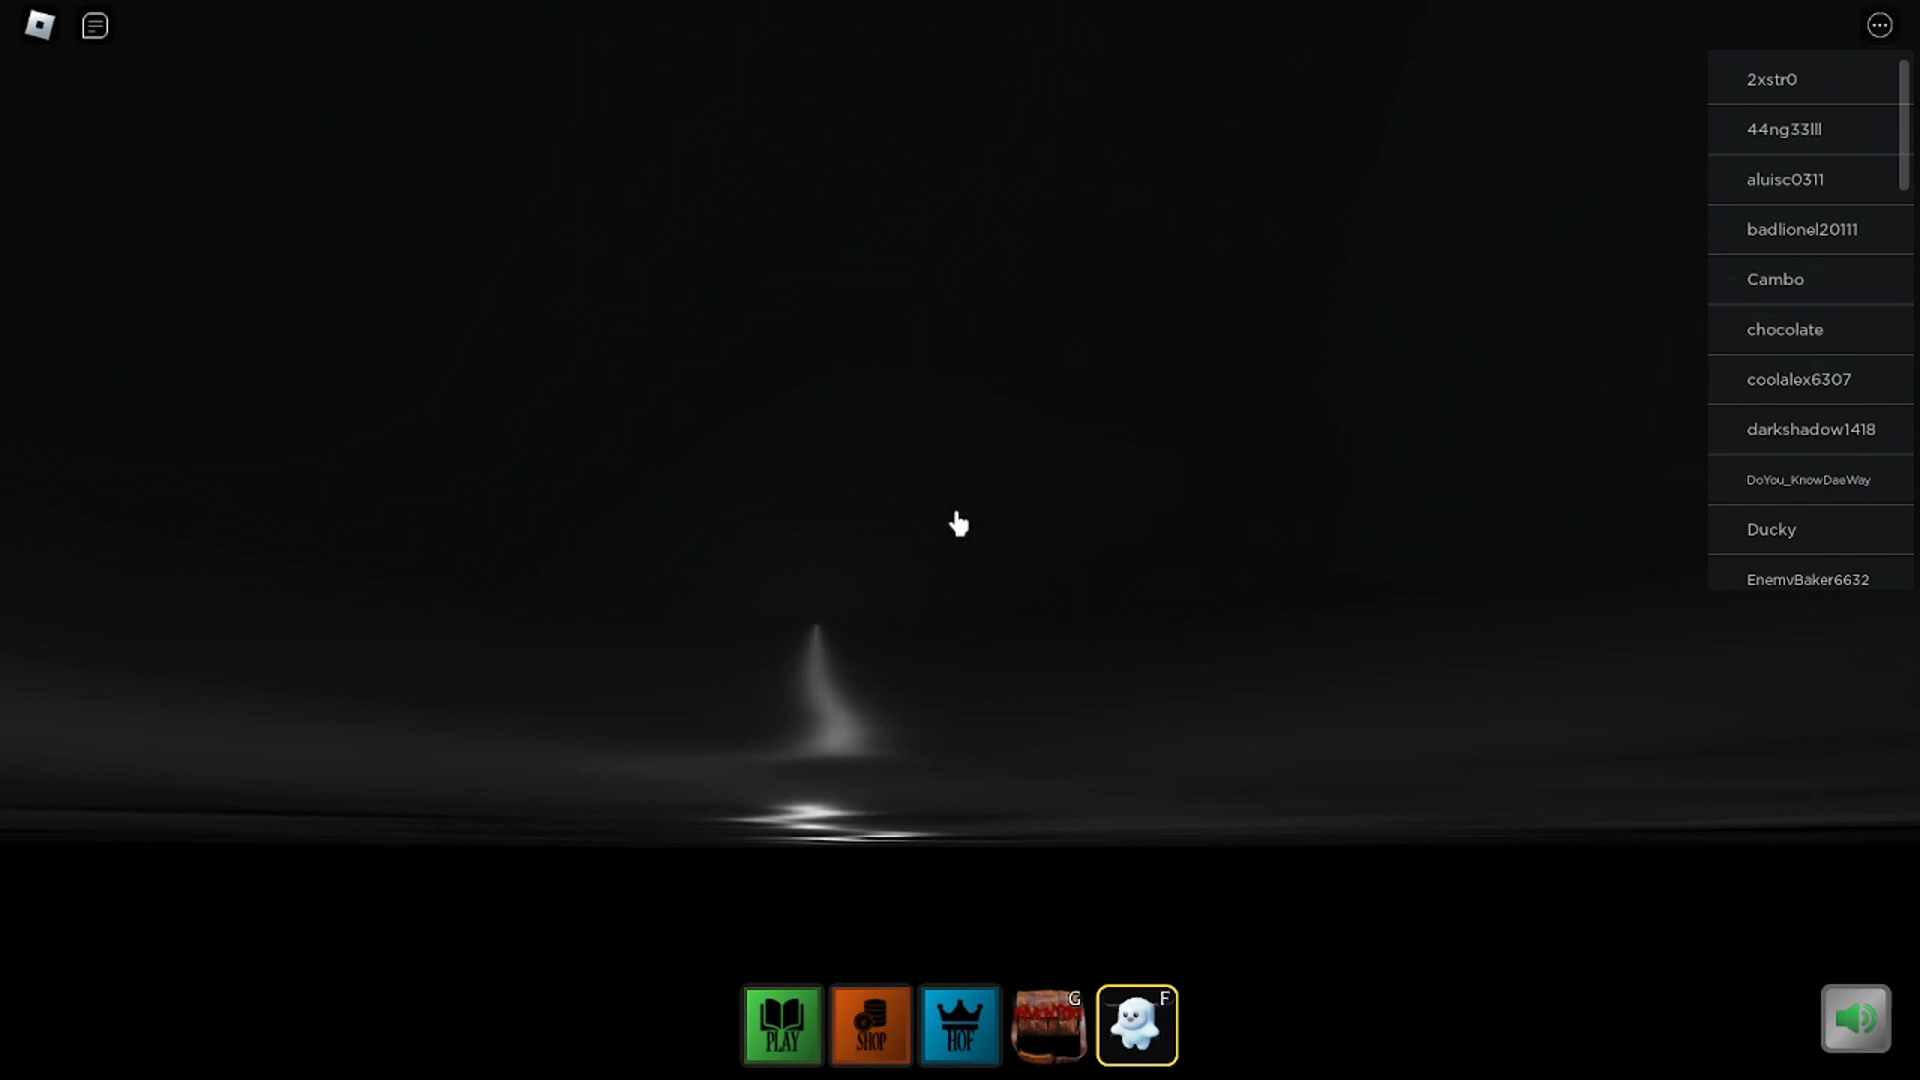 2xstr0
44ng33lll
aluisc0311
badlionel20111
Cambo
chocolate
coolalex6307
darkshadow1418
DoYou_KnowDaeWay
Ducky
EnemyBaker6632
PLAY
SHOP
HOF
G
F